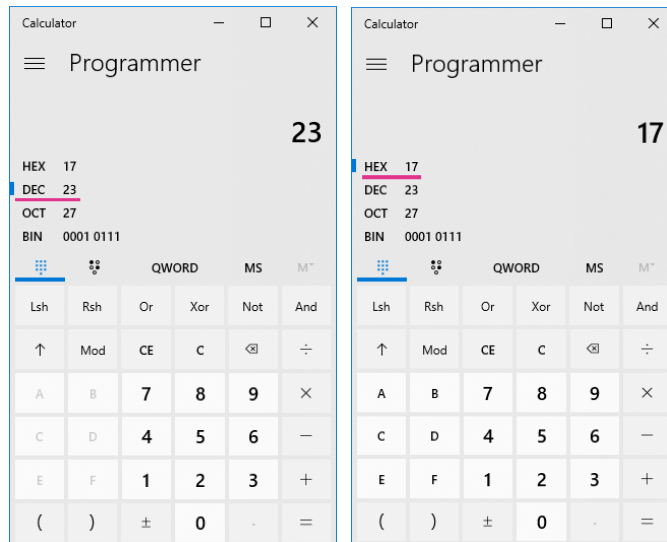 Calculator
Programmer
23
HEX 17
DEC 23
OCT 27
BIN 0001 0111
QWORD MS M˅
Lsh Rsh Or Xor Not And
↑ Mod CE C ⌫ ÷
A B 7 8 9 ×
C D 4 5 6 −
E F 1 2 3 +
( ) ± 0 . =
Calculator
Programmer
17
HEX 17
DEC 23
OCT 27
BIN 0001 0111
QWORD MS M˅
Lsh Rsh Or Xor Not And
↑ Mod CE C ⌫ ÷
A B 7 8 9 ×
C D 4 5 6 −
E F 1 2 3 +
( ) ± 0 . =